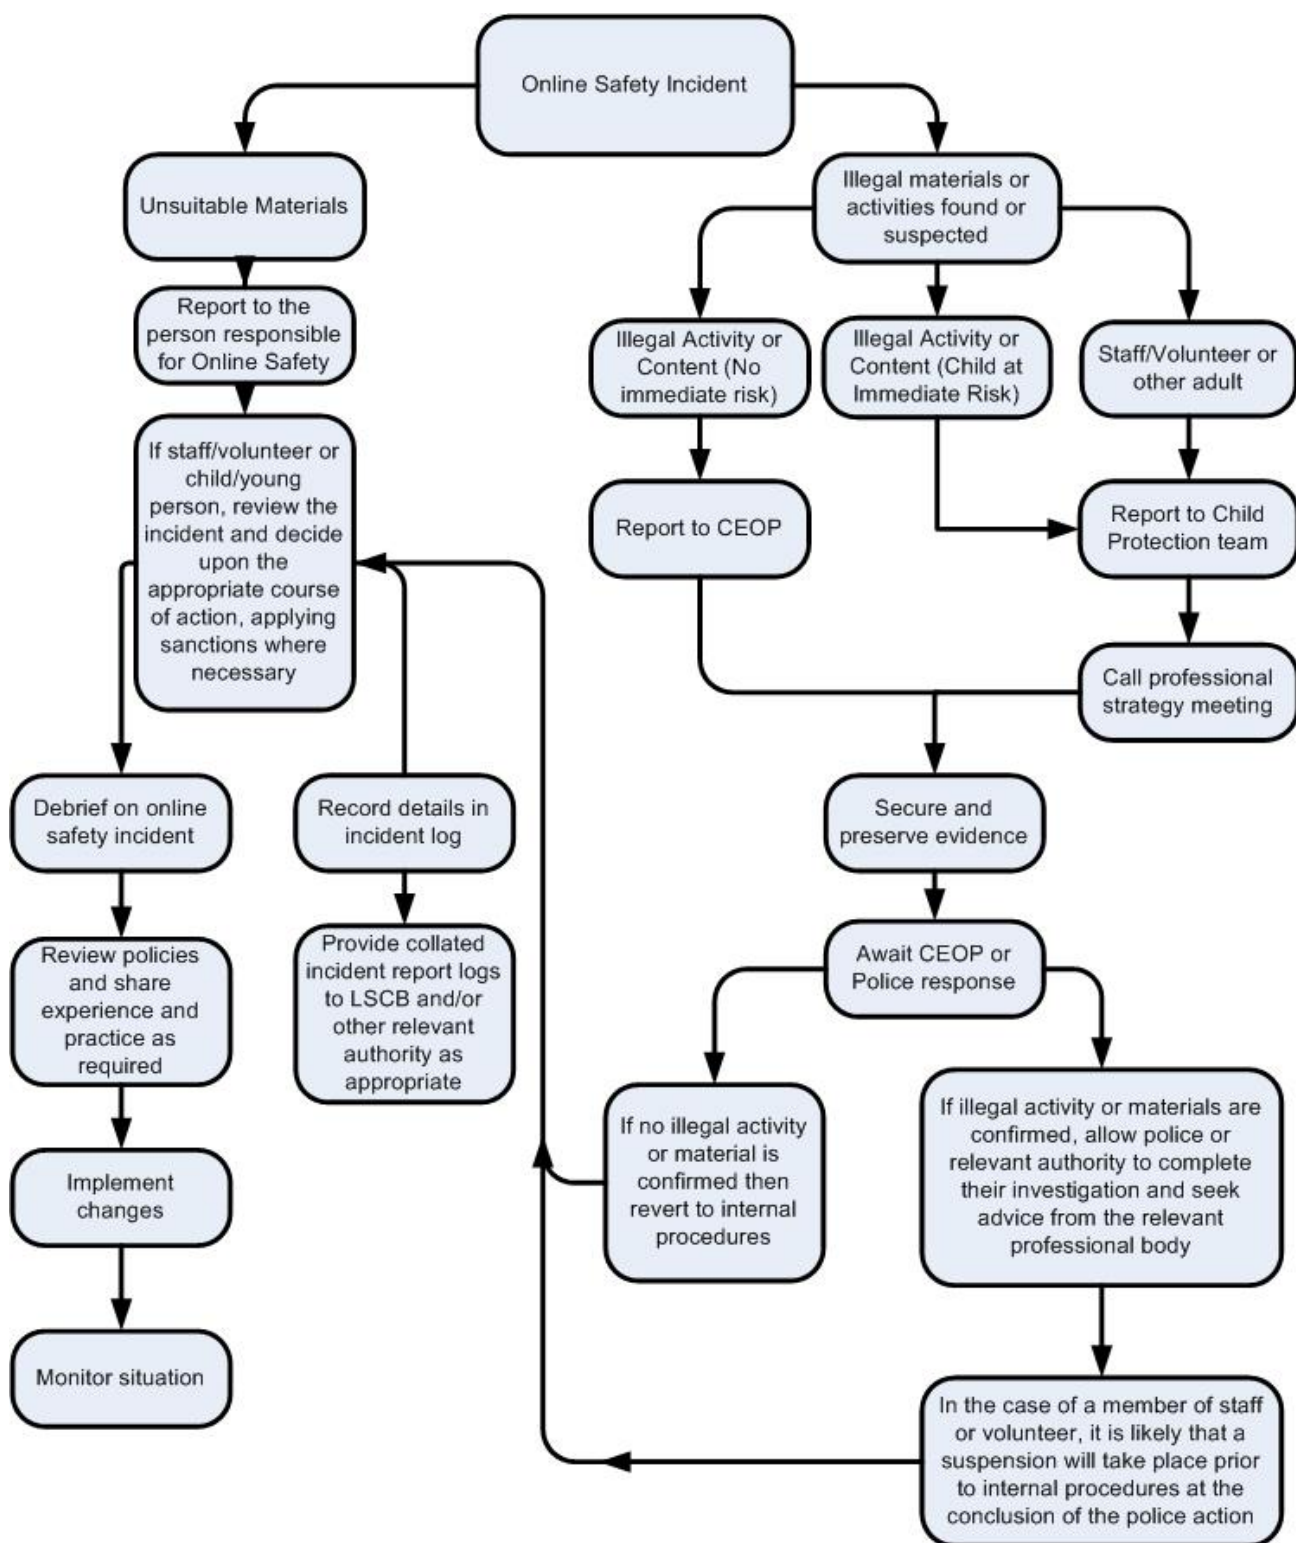 Online Safety Incident
Unsuitable Materials
Illegal materials or
activities found or
suspected
Report to the
person responsible
for Online Safety
Illegal Activity or
Content (No
immediate risk)
Illegal Activity or
Content (Child at
Immediate Risk)
Staff/Volunteer or
other adult
If staff/volunteer or
child/young
person, review the
incident and decide
upon the
appropriate course
of action, applying
sanctions where
necessary
Report to CEOP
Report to Child
Protection team
Call professional
strategy meeting
Debrief on online
safety incident
Record details in
incident log
Secure and
preserve evidence
Review policies
and share
experience and
practice as
required
Provide collated
incident report logs
to LSCB and/or
other relevant
authority as
appropriate
Await CEOP or
Police response
If no illegal activity
or material is
confirmed then
revert to internal
procedures
If illegal activity or materials are
confirmed, allow police or
relevant authority to complete
their investigation and seek
advice from the relevant
professional body
Implement
changes
Monitor situation
In the case of a member of staff
or volunteer, it is likely that a
suspension will take place prior
to internal procedures at the
conclusion of the police action